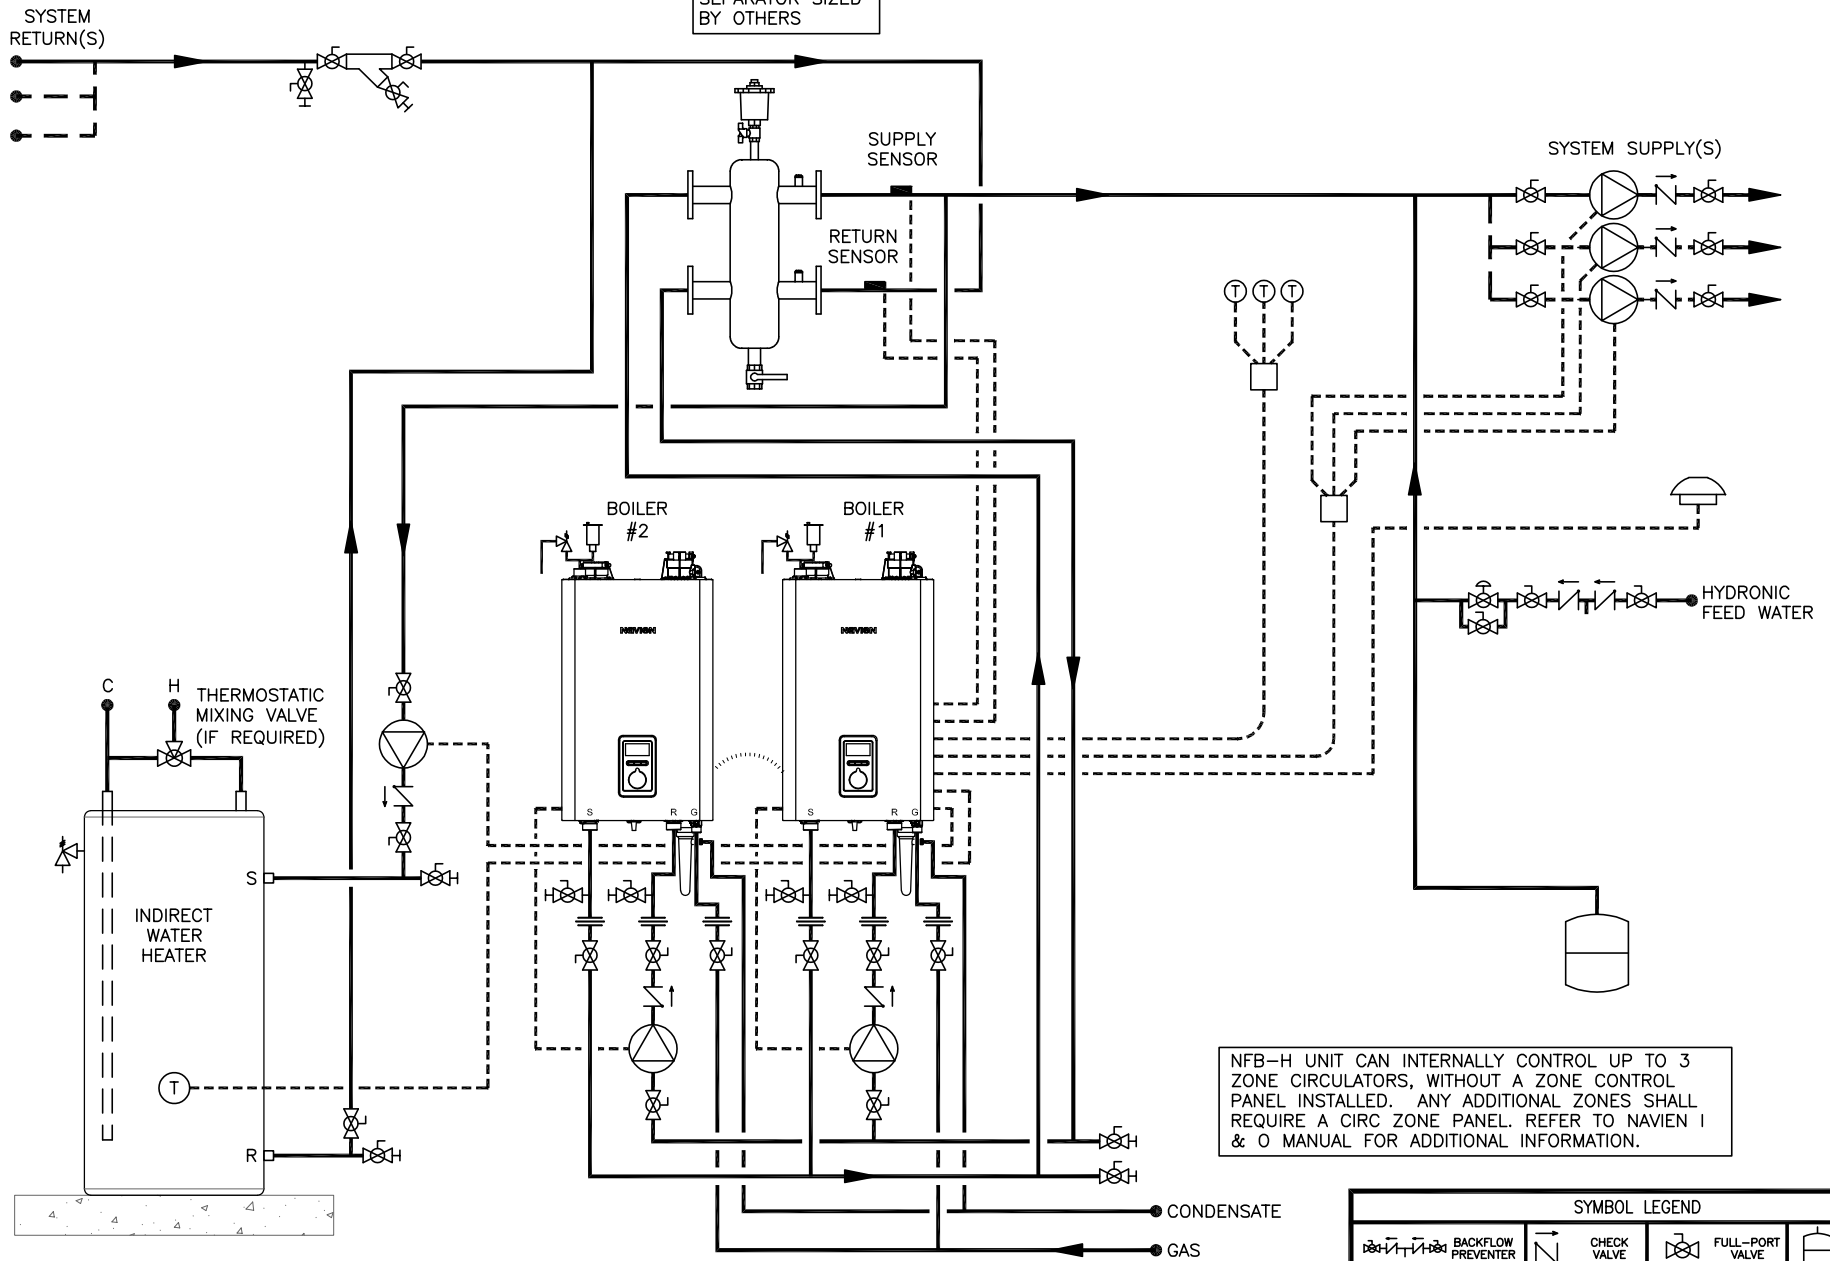 SEPARATOR SIZED
BY OTHERS
SYSTEM
RETURN(S)
SUPPLY
SENSOR
RETURN
SENSOR
SYSTEM SUPPLY(S)
T
T
T
BOILER
#2
BOILER
#1
NAVIEN
NAVIEN
HYDRONIC
FEED WATER
C
H
THERMOSTATIC
MIXING VALVE
(IF REQUIRED)
S
R
G
S
R
G
S
INDIRECT
WATER
HEATER
T
R
NFB-H UNIT CAN INTERNALLY CONTROL UP TO 3
ZONE CIRCULATORS, WITHOUT A ZONE CONTROL
PANEL INSTALLED. ANY ADDITIONAL ZONES SHALL
REQUIRE A CIRC ZONE PANEL. REFER TO NAVIEN I
& O MANUAL FOR ADDITIONAL INFORMATION.
CONDENSATE
GAS
SYMBOL LEGEND
BACKFLOW
PREVENTER
CHECK
VALVE
FULL-PORT
VALVE